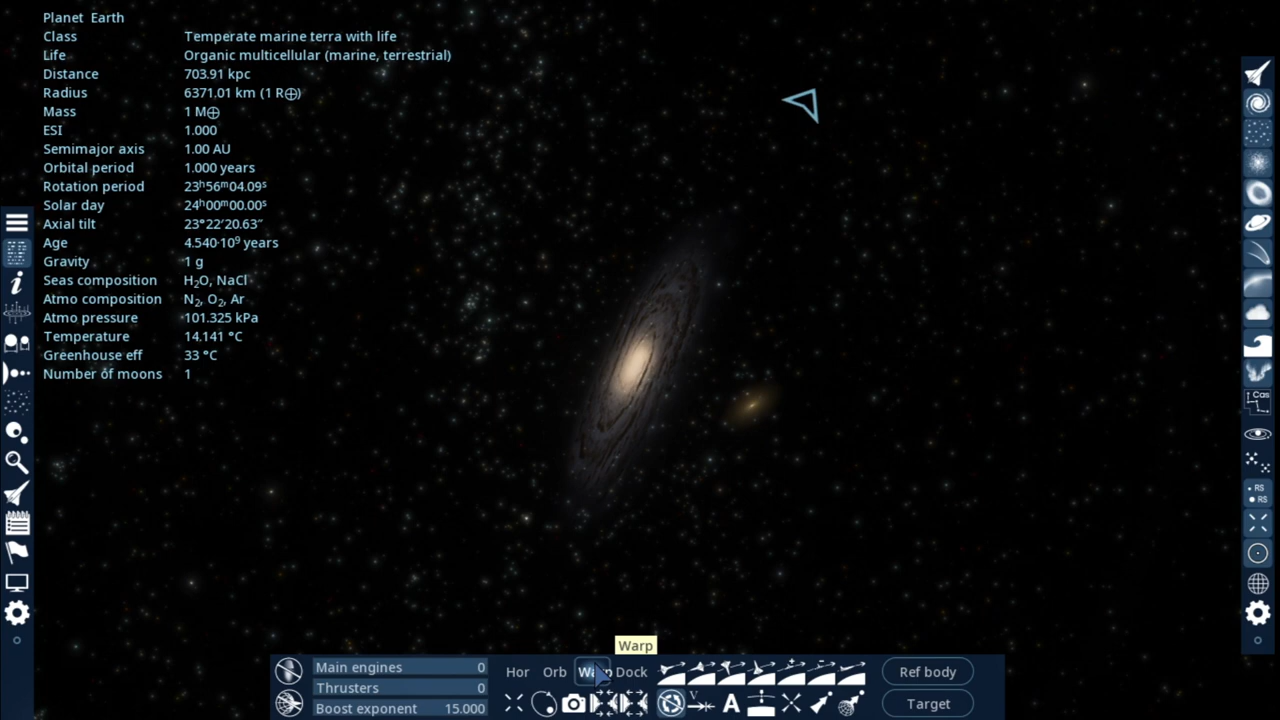 Planet Earth
Class Temperate marine terra with life
Life Organic multicellular (marine, terrestrial)
Distance 703.91 kpc
Radius 6371.01 km (1 R⊕)
Mass 1 M⊕
ESI 1.000
Semimajor axis 1.00 AU
Orbital period 1.000 years
Rotation period 23ʰ56ᵐ04.09ˢ
Solar day 24ʰ00ᵐ00.00ˢ
Axial tilt 23°22′20.63″
Age 4.540·10⁹ years
Gravity 1 g
Seas composition H₂O, NaCl
Atmo composition N₂, O₂, Ar
Atmo pressure 101.325 kPa
Temperature 14.141 °C
Greenhouse eff 33 °C
Number of moons 1
Cas
RS
RS
Warp
Main engines 0
Hor Orb Warp Dock
Ref body
Thrusters 0
Boost exponent 15.000
V
A
Target